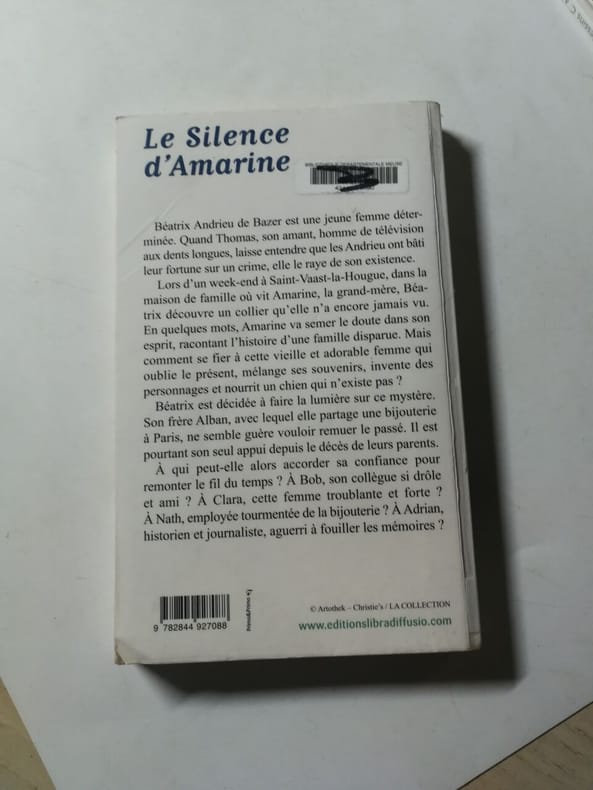 Le Silence
d'Amarine
BIBLIOTHEQUE DEPARTEMENTALE MEUSE
Béatrix Andrieu de Bazer est une jeune femme déter-
minée. Quand Thomas, son amant, homme de télévision
aux dents longues, laisse entendre que les Andrieu ont bâti
leur fortune sur un crime, elle le raye de son existence.
Lors d'un week-end à Saint-Vaast-la-Hougue, dans la
maison de famille où vit Amarine, la grand-mère, Béa-
trix découvre un collier qu'elle n'a encore jamais vu.
En quelques mots, Amarine va semer le doute dans son
esprit, racontant l'histoire d'une famille disparue. Mais
comment se fier à cette vieille et adorable femme qui
oublie le présent, mélange ses souvenirs, invente des
personnages et nourrit un chien qui n'existe pas ?
Béatrix est décidée à faire la lumière sur ce mystère.
Son frère Alban, avec lequel elle partage une bijouterie
à Paris, ne semble guère vouloir remuer le passé. Il est
pourtant son seul appui depuis le décès de leurs parents.
À qui peut-elle alors accorder sa confiance pour
remonter le fil du temps ? À Bob, son collègue si drôle
et ami ? À Clara, cette femme troublante et forte ?
À Nath, employée tourmentée de la bijouterie ? À Adrian,
historien et journaliste, aguerri à fouiller les mémoires ?
9 782844 927088
© Artothek – Christie's / LA COLLECTION
www.editionslibradiffusio.com